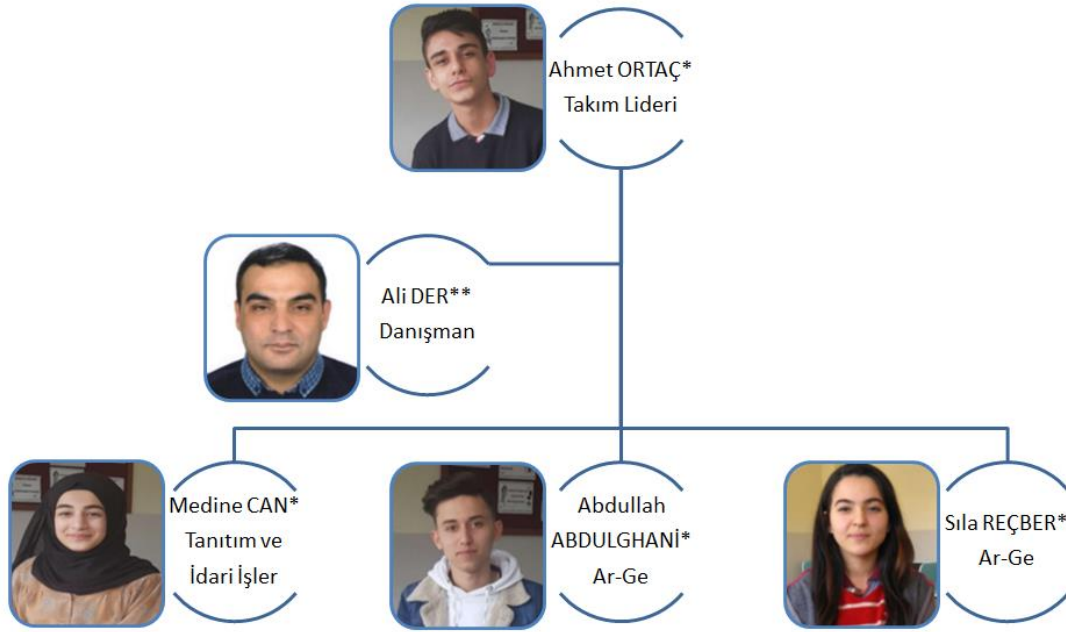 Ahmet ORTAÇ*
Takım Lideri
Ali DER**
Danışman
Medine CAN*
Tanıtım ve
İdari İşler
Abdullah
ABDULGHANİ*
Ar-Ge
Sıla REÇBER*
Ar-Ge